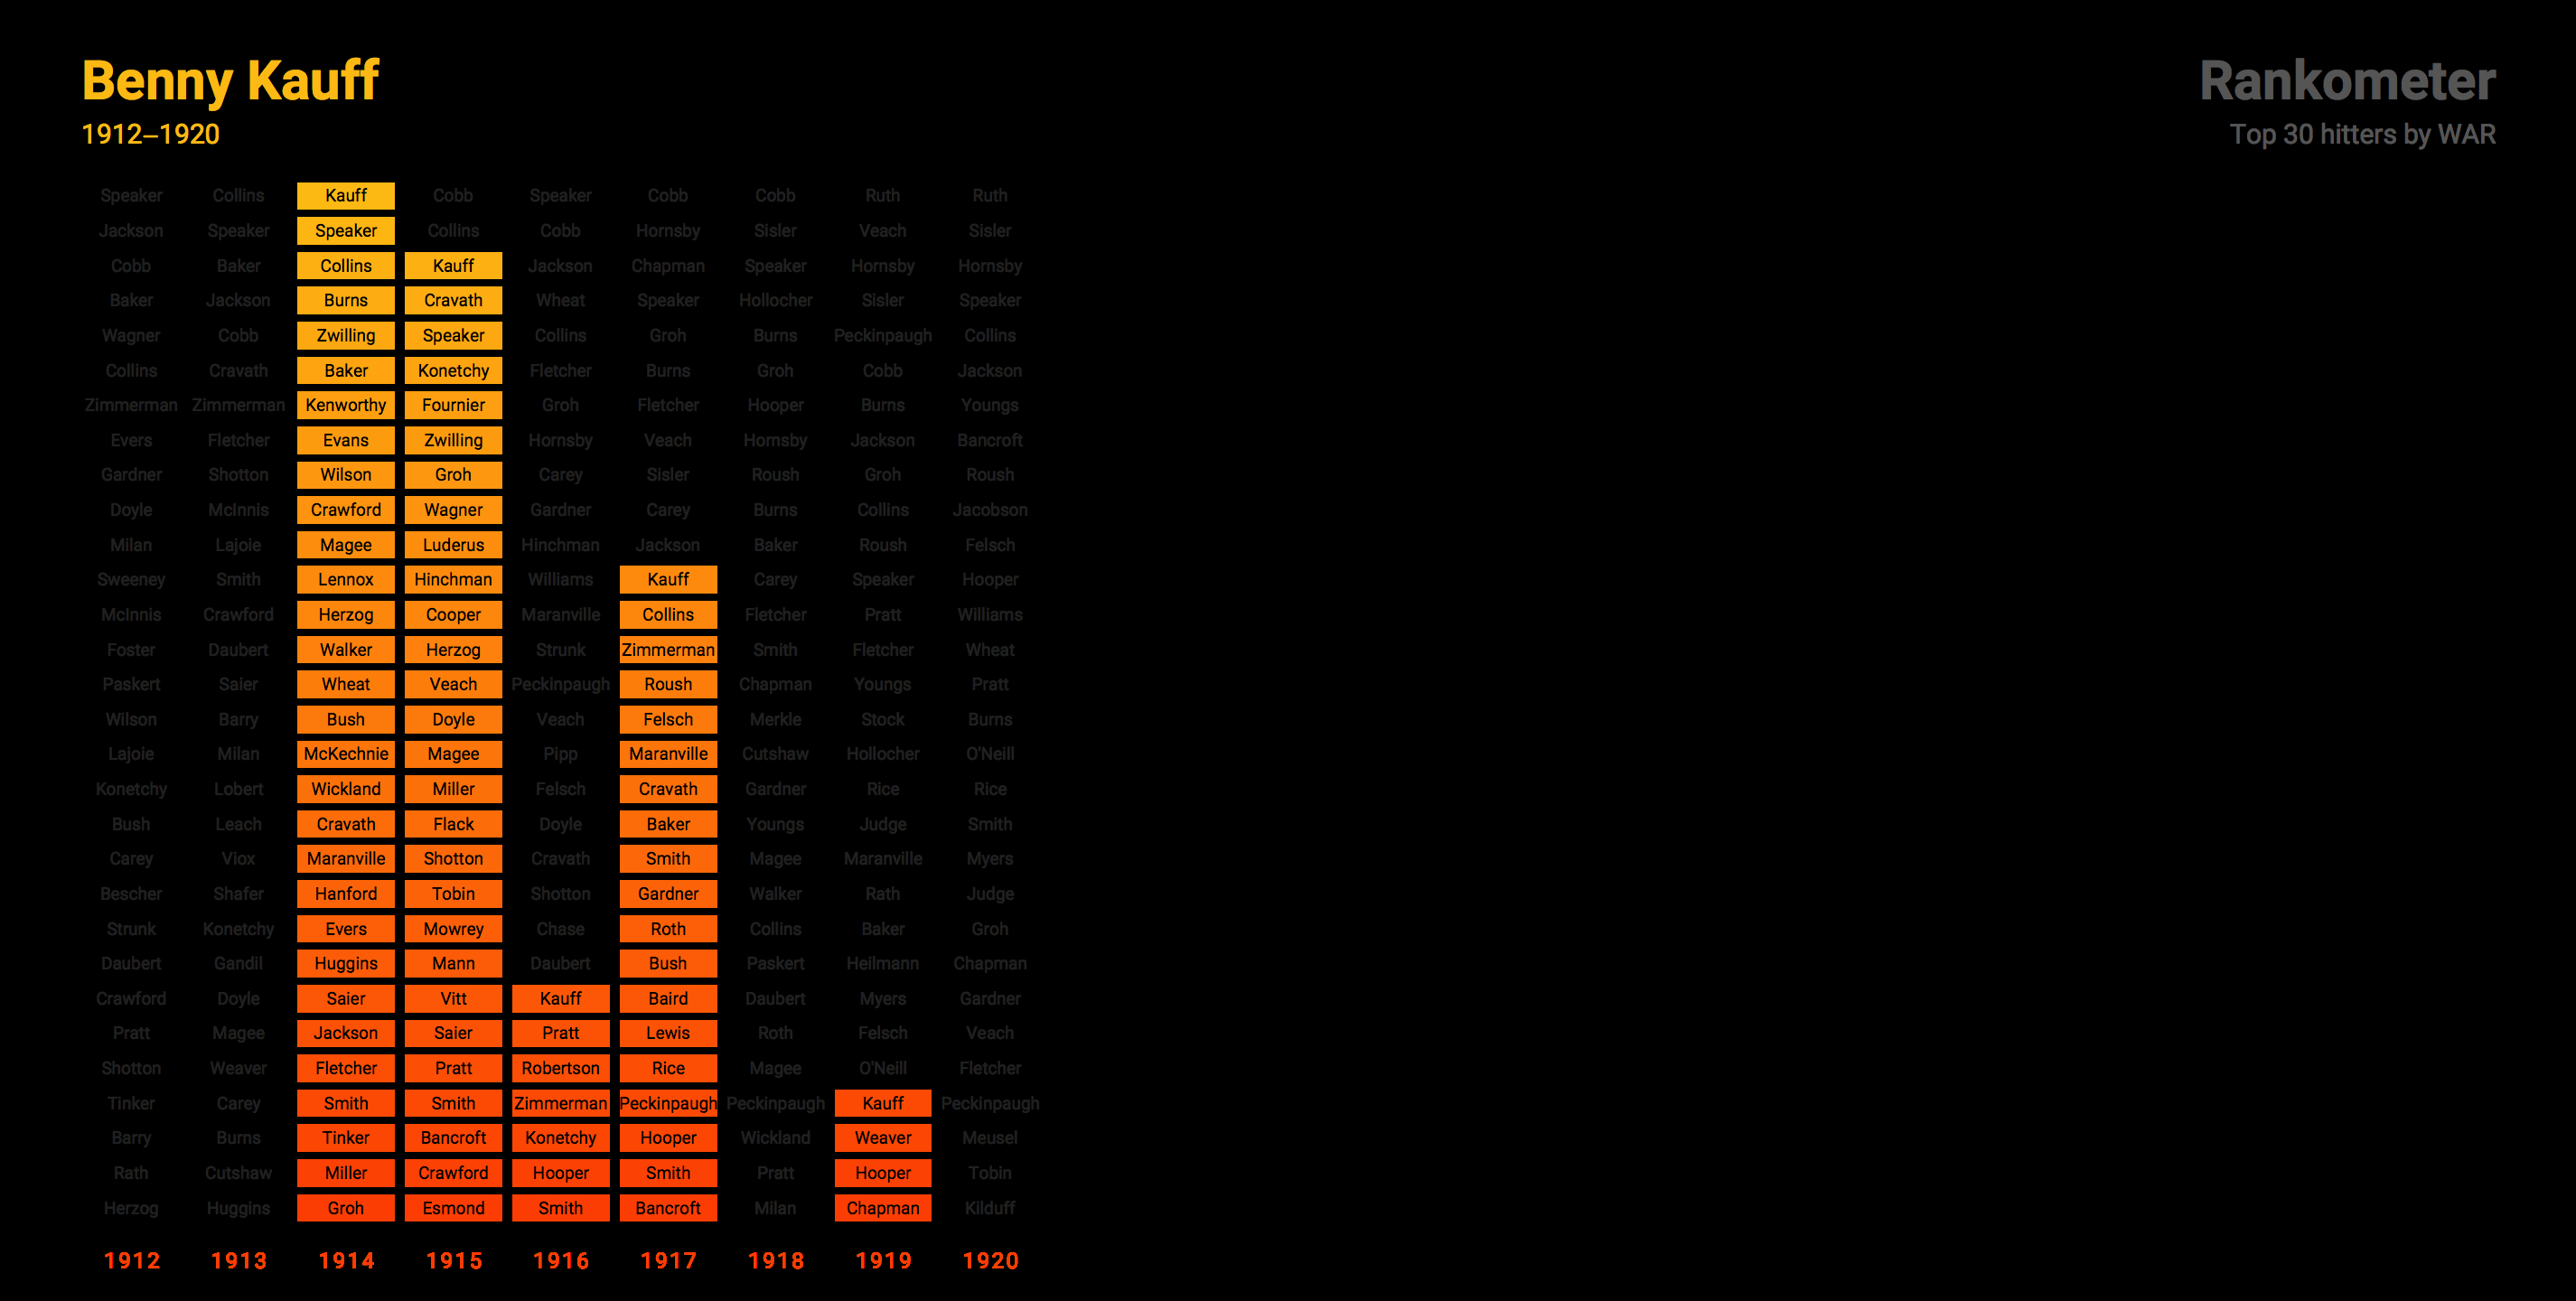 Benny Kauff
1912–1920
Rankometer
Top 30 hitters by WAR
Speaker Collins Kauff Cobb Speaker Cobb Cobb Ruth Ruth
Jackson Speaker Speaker Collins Cobb Hornsby Sisler Veach Sisler
Cobb Baker Collins Kauff Jackson Chapman Speaker Hornsby Hornsby
Baker Jackson Burns Cravath Wheat Speaker Hollocher Sisler Speaker
Wagner Cobb Zwilling Speaker Collins Groh Burns Peckinpaugh Collins
Collins Cravath Baker Konetchy Fletcher Burns Groh Cobb Jackson
Zimmerman Zimmerman Kenworthy Fournier Groh Fletcher Hooper Burns Youngs
Evers Fletcher Evans Zwilling Hornsby Veach Hornsby Jackson Bancroft
Gardner Shotton Wilson Groh Carey Sisler Roush Groh Roush
Doyle McInnis Crawford Wagner Gardner Carey Burns Collins Jacobson
Milan Lajoie Magee Luderus Hinchman Jackson Baker Roush Felsch
Sweeney Smith Lennox Hinchman Williams Kauff Carey Speaker Hooper
McInnis Crawford Herzog Cooper Maranville Collins Fletcher Pratt Williams
Foster Daubert Walker Herzog Strunk Zimmerman Smith Fletcher Wheat
Paskert Saier Wheat Veach Peckinpaugh Roush Chapman Youngs Pratt
Wilson Barry Bush Doyle Veach Felsch Merkle Stock Burns
Lajoie Milan McKechnie Magee Pipp Maranville Cutshaw Hollocher O'Neill
Konetchy Lobert Wickland Miller Felsch Cravath Gardner Rice Rice
Bush Leach Cravath Flack Doyle Baker Youngs Judge Smith
Carey Viox Maranville Shotton Cravath Smith Magee Maranville Myers
Bescher Shafer Hanford Tobin Shotton Gardner Walker Rath Judge
Strunk Konetchy Evers Mowrey Chase Roth Collins Baker Groh
Daubert Gandil Huggins Mann Daubert Bush Paskert Heilmann Chapman
Crawford Doyle Saier Vitt Kauff Baird Daubert Myers Gardner
Pratt Magee Jackson Saier Pratt Lewis Roth Felsch Veach
Shotton Weaver Fletcher Pratt Robertson Rice Magee O'Neill Fletcher
Tinker Carey Smith Smith Zimmerman Peckinpaugh Peckinpaugh Kauff Peckinpaugh
Barry Burns Tinker Bancroft Konetchy Hooper Wickland Weaver Meusel
Rath Cutshaw Miller Crawford Hooper Smith Pratt Hooper Tobin
Herzog Huggins Groh Esmond Smith Bancroft Milan Chapman Kilduff
1912 1913 1914 1915 1916 1917 1918 1919 1920